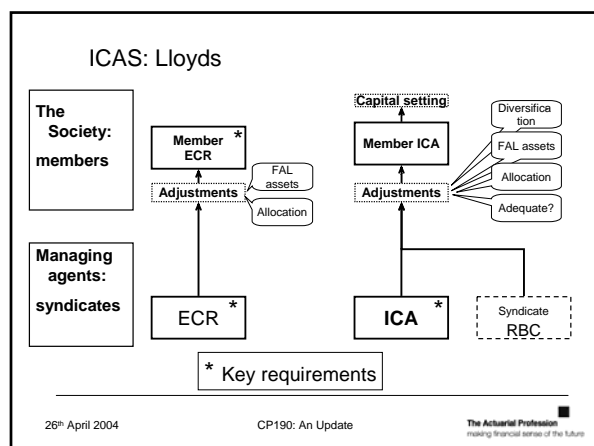 ICAS: Lloyds
The
Society:
members
Member
ECR
*
Adjustments
FAL
assets
Allocation
Capital setting
Member ICA
Adjustments
Diversifica
tion
FAL assets
Allocation
Adequate?
Managing
agents:
syndicates
ECR
*
ICA
*
Syndicate
RBC
* Key requirements
26th April 2004
CP190: An Update
The Actuarial Profession
making financial sense of the future